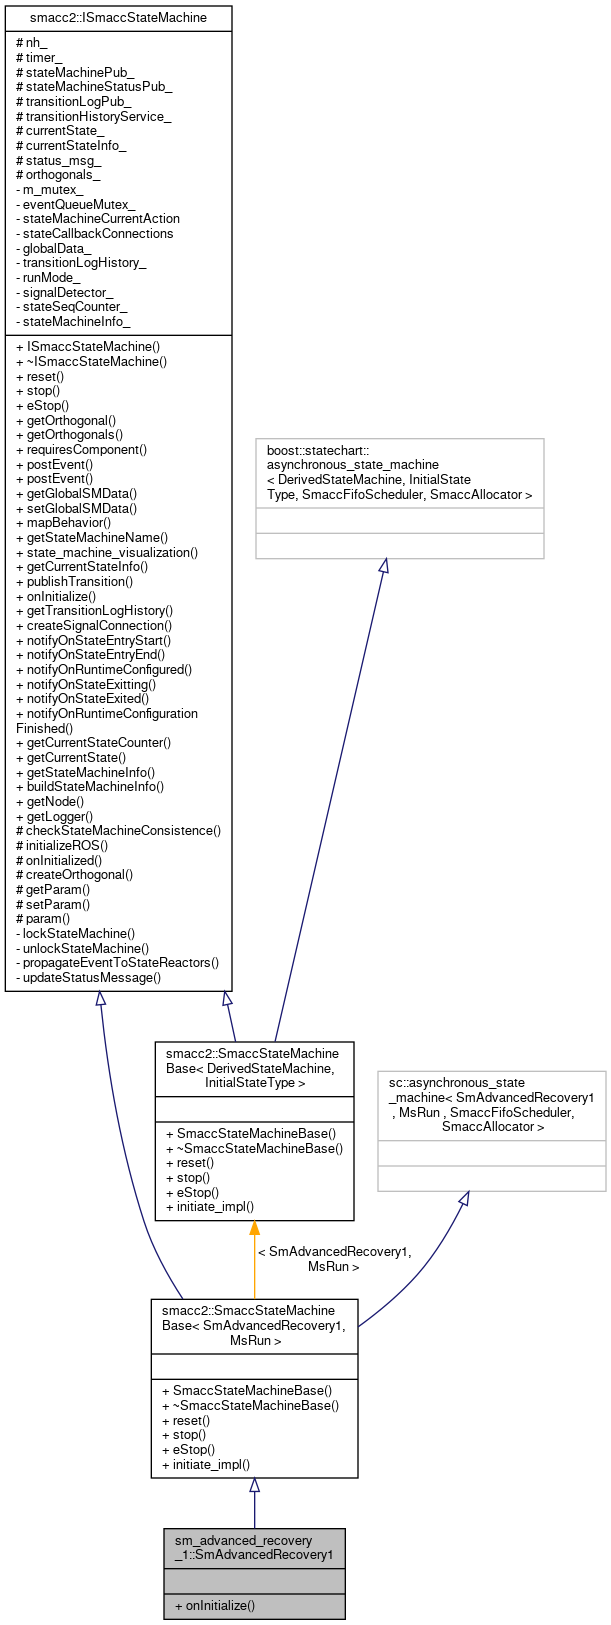 smacc2::ISmaccStateMachine
# nh_
# timer_
# stateMachinePub_
# stateMachineStatusPub_
# transitionLogPub_
# transitionHistoryService_
# currentState_
# currentStateInfo_
# status_msg_
# orthogonals_
- m_mutex_
- eventQueueMutex_
- stateMachineCurrentAction
- stateCallbackConnections
- globalData_
- transitionLogHistory_
- runMode_
- signalDetector_
- stateSeqCounter_
- stateMachineInfo_
+ ISmaccStateMachine()
+ ~ISmaccStateMachine()
+ reset()
+ stop()
+ eStop()
+ getOrthogonal()
+ getOrthogonals()
+ requiresComponent()
+ postEvent()
+ postEvent()
+ getGlobalSMData()
+ setGlobalSMData()
+ mapBehavior()
+ getStateMachineName()
+ state_machine_visualization()
+ getCurrentStateInfo()
+ publishTransition()
+ onInitialize()
+ getTransitionLogHistory()
+ createSignalConnection()
+ notifyOnStateEntryStart()
+ notifyOnStateEntryEnd()
+ notifyOnRuntimeConfigured()
+ notifyOnStateExitting()
+ notifyOnStateExited()
+ notifyOnRuntimeConfiguration
Finished()
+ getCurrentStateCounter()
+ getCurrentState()
+ getStateMachineInfo()
+ buildStateMachineInfo()
+ getNode()
+ getLogger()
# checkStateMachineConsistence()
# initializeROS()
# onInitialized()
# createOrthogonal()
# getParam()
# setParam()
# param()
- lockStateMachine()
- unlockStateMachine()
- propagateEventToStateReactors()
- updateStatusMessage()
boost::statechart::
asynchronous_state_machine
< DerivedStateMachine, InitialState
Type, SmaccFifoScheduler, SmaccAllocator >
smacc2::SmaccStateMachine
Base< DerivedStateMachine,
InitialStateType >
+ SmaccStateMachineBase()
+ ~SmaccStateMachineBase()
+ reset()
+ stop()
+ eStop()
+ initiate_impl()
sc::asynchronous_state
_machine< SmAdvancedRecovery1
, MsRun , SmaccFifoScheduler,
SmaccAllocator >
< SmAdvancedRecovery1,
MsRun >
smacc2::SmaccStateMachine
Base< SmAdvancedRecovery1,
MsRun >
+ SmaccStateMachineBase()
+ ~SmaccStateMachineBase()
+ reset()
+ stop()
+ eStop()
+ initiate_impl()
sm_advanced_recovery
_1::SmAdvancedRecovery1
+ onInitialize()